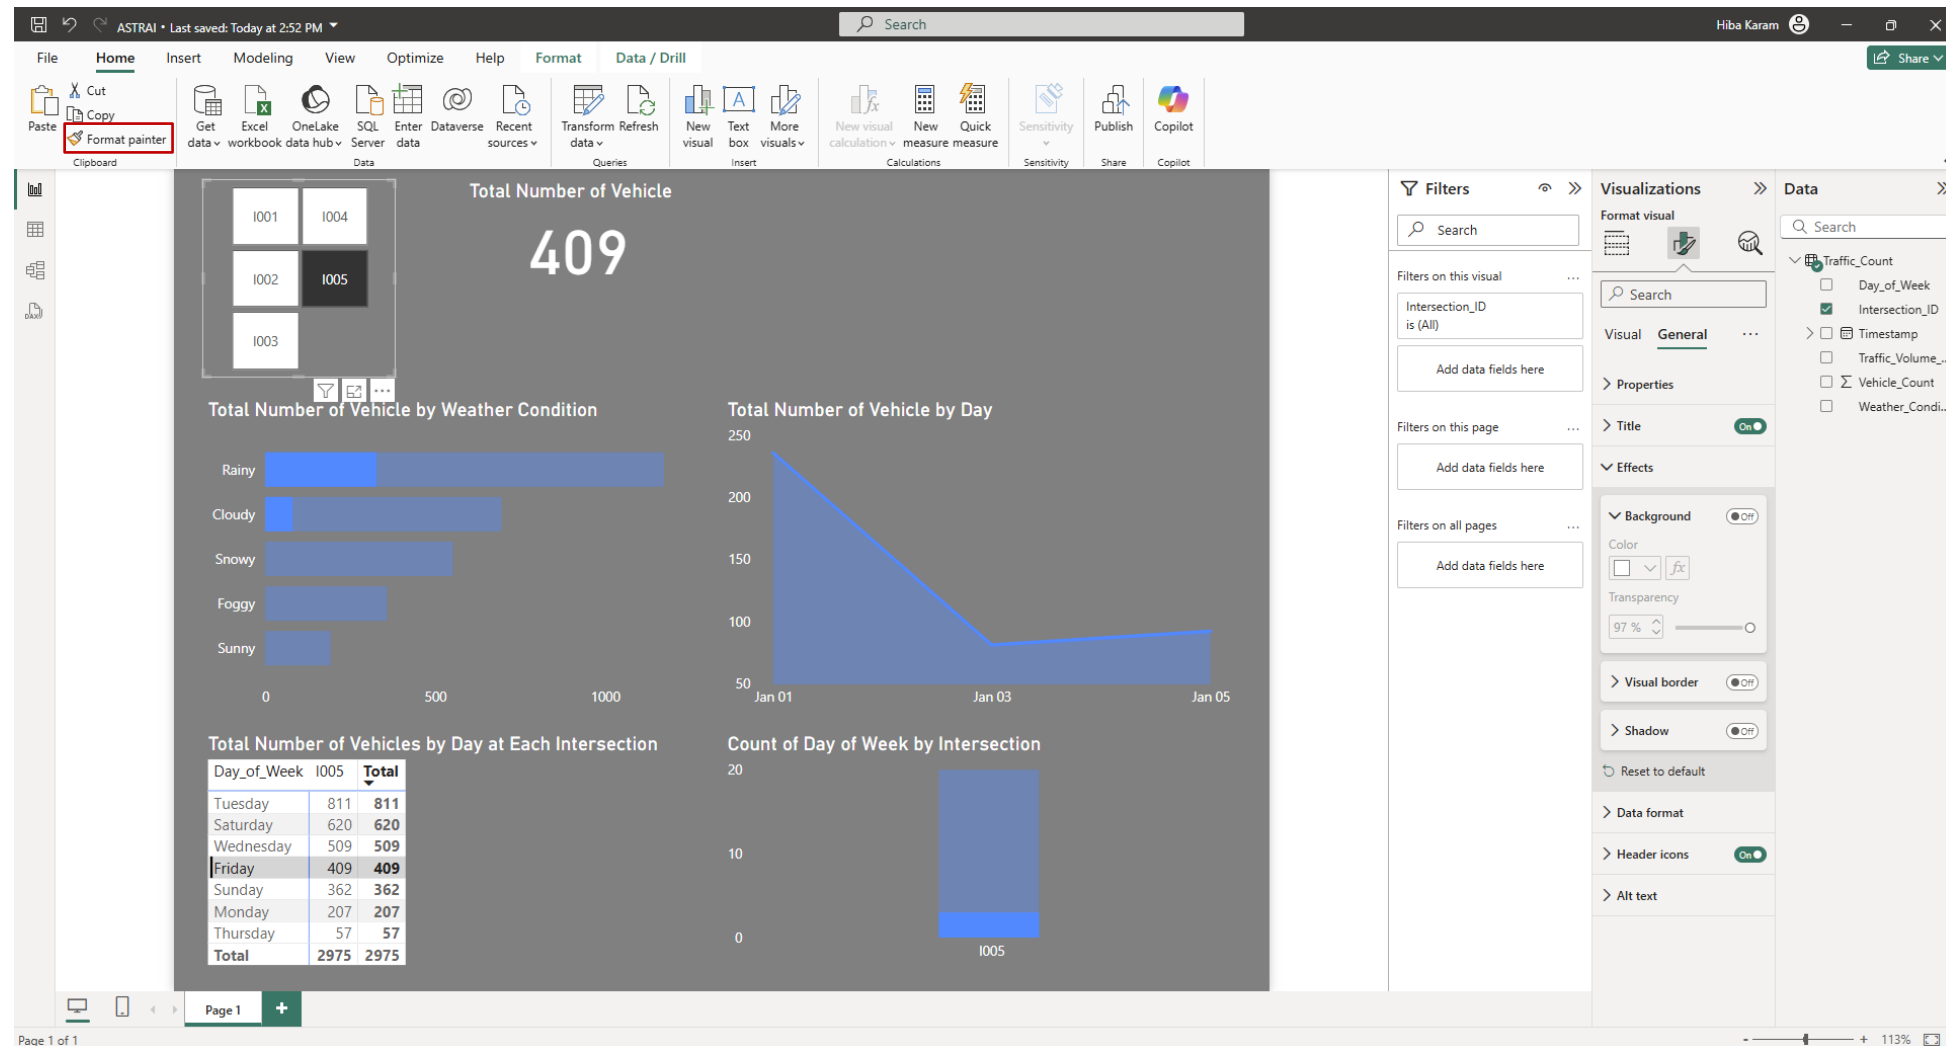 ASTRAI • Last saved: Today at 2:52 PM
Search
Hiba Karam
File Home Insert Modeling View Optimize Help Format Data / Drill
Share
Paste
Cut
Copy
Format painter
Clipboard
Get data
Excel workbook
OneLake data hub
SQL Server
Enter data
Dataverse
Recent sources
Data
Transform data
Refresh
Queries
New visual
Text box
More visuals
Insert
New visual calculation
New measure
Quick measure
Calculations
Sensitivity
Sensitivity
Publish
Share
Copilot
Copilot
I001 I004
I002 I005
I003
Total Number of Vehicle
409
Total Number of Vehicle by Weather Condition
Rainy
Cloudy
Snowy
Foggy
Sunny
0 500 1000
Total Number of Vehicle by Day
250
200
150
100
50
Jan 01 Jan 03 Jan 05
Total Number of Vehicles by Day at Each Intersection
Day_of_Week I005 Total
Tuesday 811 811
Saturday 620 620
Wednesday 509 509
Friday 409 409
Sunday 362 362
Monday 207 207
Thursday 57 57
Total 2975 2975
Count of Day of Week by Intersection
20
10
0
I005
Filters
Search
Filters on this visual ...
Intersection_ID
is (All)
Add data fields here
Filters on this page ...
Add data fields here
Filters on all pages ...
Add data fields here
Visualizations
Format visual
Search
Visual General ...
Properties
Title On
Effects
Background Off
Color
fx
Transparency
97 %
Visual border Off
Shadow Off
Reset to default
Data format
Header icons On
Alt text
Data
Search
Traffic_Count
Day_of_Week
Intersection_ID
Timestamp
Traffic_Volume_...
Vehicle_Count
Weather_Condi...
Page 1 +
Page 1 of 1
- + 113%